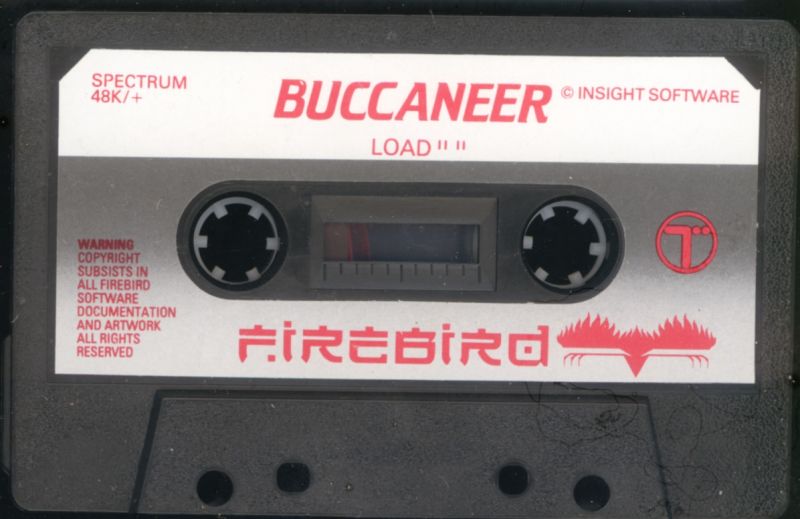 SPECTRUM
48K/+
BUCCANEER
© INSIGHT SOFTWARE
LOAD " "
WARNING
COPYRIGHT
SUBSISTS IN
ALL FIREBIRD
SOFTWARE
DOCUMENTATION
AND ARTWORK
ALL RIGHTS
RESERVED
T
FIREBIRD